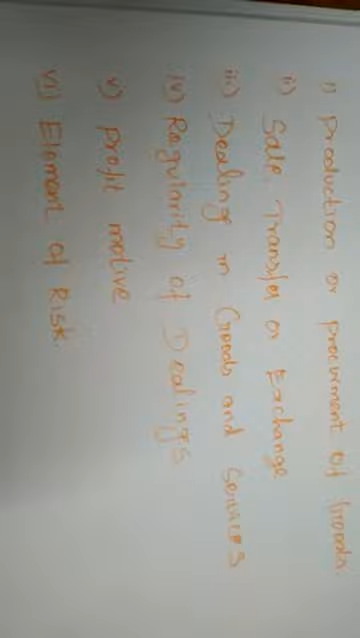 i) Production or procurment of Goods.
ii) Sale, Transfer or Exchange
iii) Dealing in Goods and Services
iv) Regularity of Dealings
v) Profit motive
vi) Element of Risk.